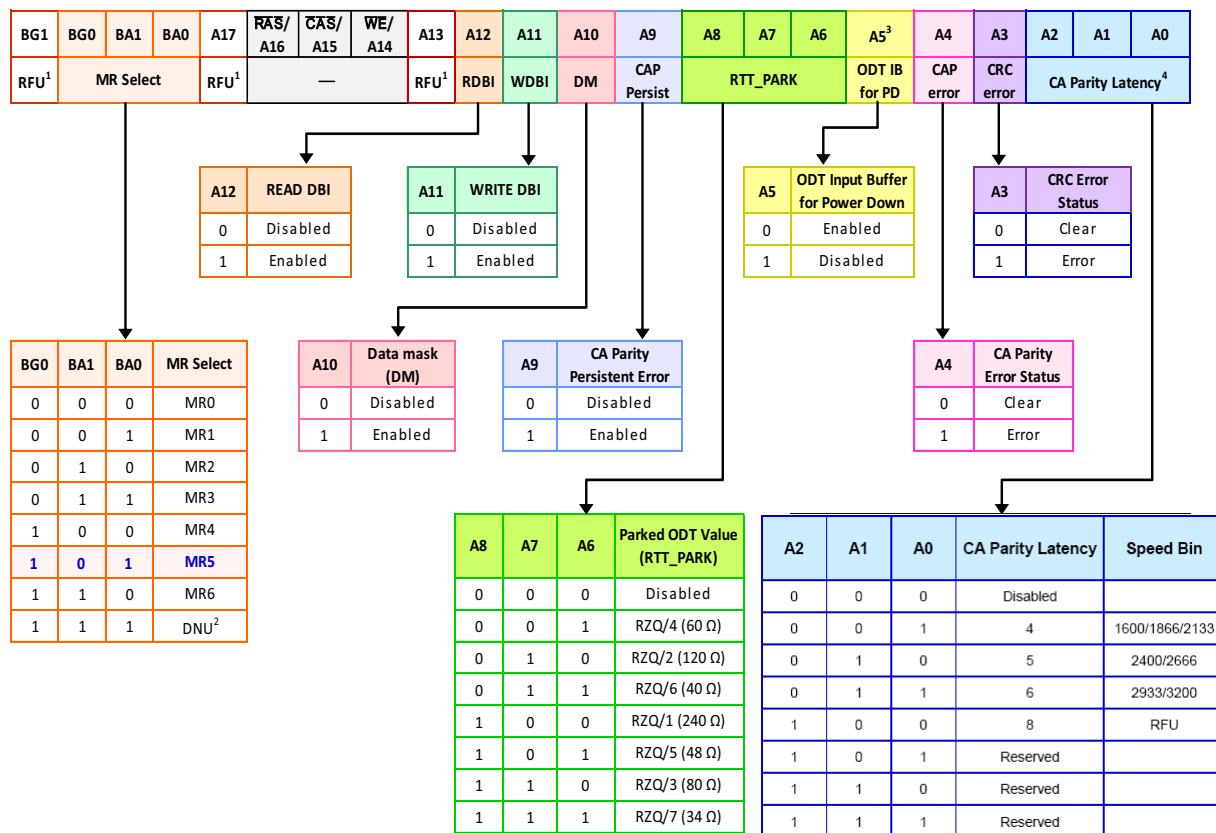 BG1 BG0 BA1 BA0 A17 RAS/ A16 CAS/ A15 WE/ A14 A13 A12 A11 A10 A9 A8 A7 A6 A5³ A4 A3 A2 A1 A0
RFU¹ MR Select RFU¹ — RFU¹ RDBI WDBI DM CAP Persist RTT_PARK ODT IB for PD CAP error CRC error CA Parity Latency⁴
A12 READ DBI
0 Disabled
1 Enabled
A11 WRITE DBI
0 Disabled
1 Enabled
A5 ODT Input Buffer for Power Down
0 Enabled
1 Disabled
A3 CRC Error Status
0 Clear
1 Error
BG0 BA1 BA0 MR Select
0 0 0 MR0
0 0 1 MR1
0 1 0 MR2
0 1 1 MR3
1 0 0 MR4
1 0 1 MR5
1 1 0 MR6
1 1 1 DNU²
A10 Data mask (DM)
0 Disabled
1 Enabled
A9 CA Parity Persistent Error
0 Disabled
1 Enabled
A4 CA Parity Error Status
0 Clear
1 Error
A8 A7 A6 Parked ODT Value (RTT_PARK)
0 0 0 Disabled
0 0 1 RZQ/4 (60 Ω)
0 1 0 RZQ/2 (120 Ω)
0 1 1 RZQ/6 (40 Ω)
1 0 0 RZQ/1 (240 Ω)
1 0 1 RZQ/5 (48 Ω)
1 1 0 RZQ/3 (80 Ω)
1 1 1 RZQ/7 (34 Ω)
A2 A1 A0 CA Parity Latency Speed Bin
0 0 0 Disabled
0 0 1 4 1600/1866/2133
0 1 0 5 2400/2666
0 1 1 6 2933/3200
1 0 0 8 RFU
1 0 1 Reserved
1 1 0 Reserved
1 1 1 Reserved